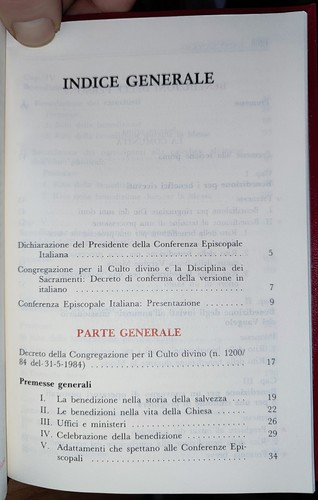 INDICE GENERALE
Dichiarazione del Presidente della Conferenza Episcopale
Italiana . . . . . . . . . . 5
Congregazione per il Culto divino e la Disciplina dei
Sacramenti: Decreto di conferma della versione in
italiano . . . . . . . . . . 7
Conferenza Episcopale Italiana: Presentazione . . . 9
PARTE GENERALE
Decreto della Congregazione per il Culto divino (n. 1200/
84 del 31-5-1984) . . . . . . . . . . 17
Premesse generali
I. La benedizione nella storia della salvezza . . 19
II. Le benedizioni nella vita della Chiesa . . . 22
III. Uffici e ministeri . . . . . . . . 26
IV. Celebrazione della benedizione . . . . . 29
V. Adattamenti che spettano alle Conferenze Epi-
scopali . . . . . . . . . . 34